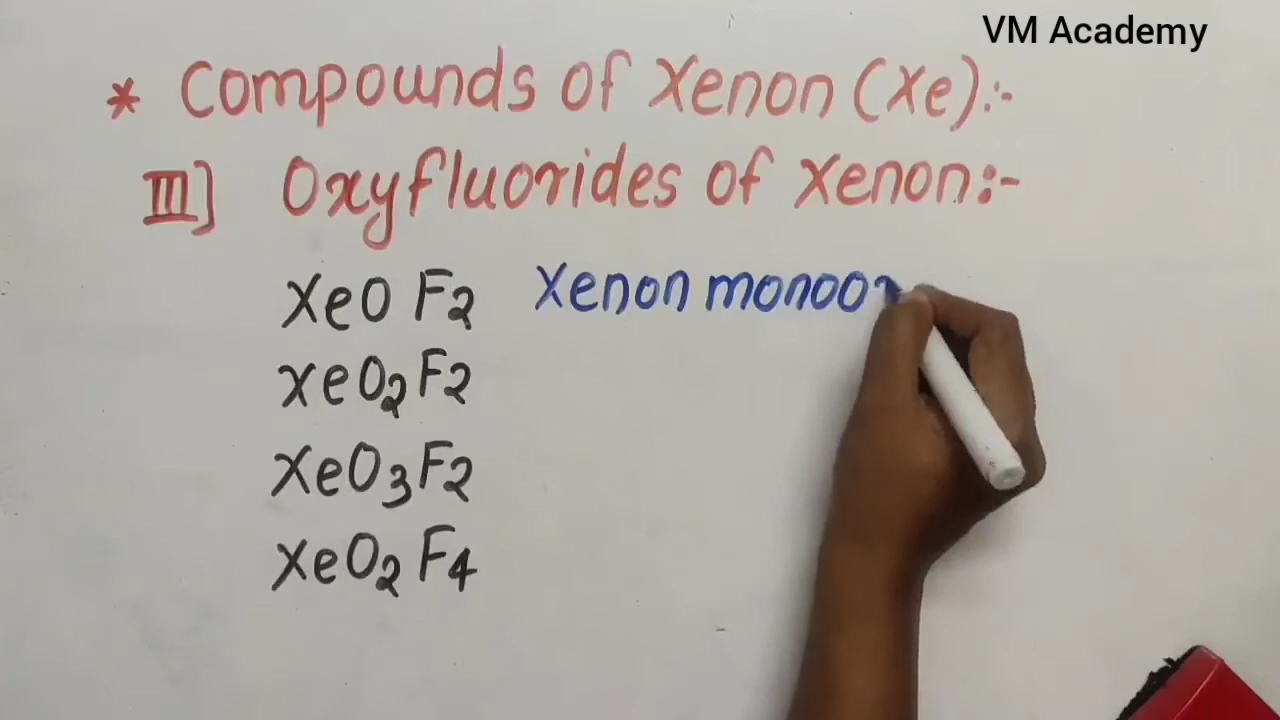 VM Academy
* Compounds of Xenon (Xe):-
III] Oxyfluorides of Xenon:-
XeO F2 Xenon monoo
XeO2F2
XeO3F2
XeO2 F4